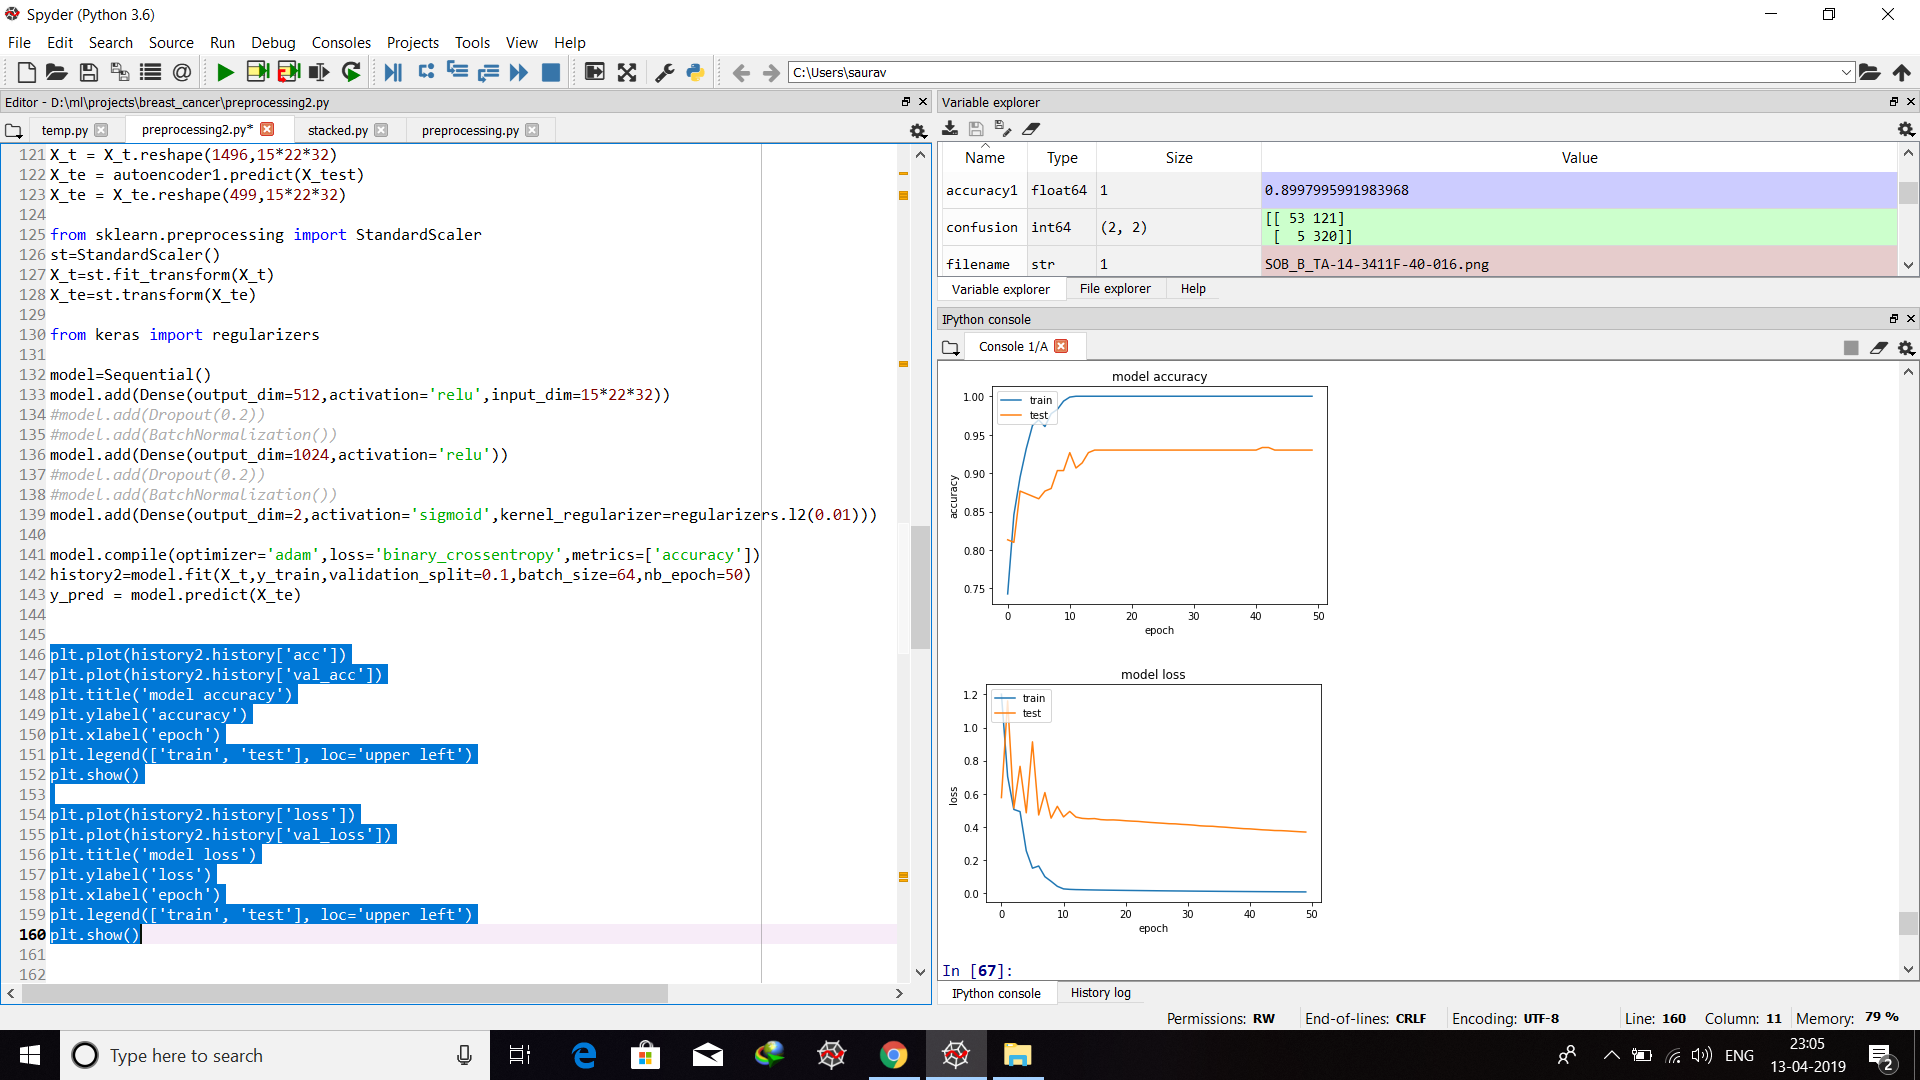 Spyder (Python 3.6)
File Edit Search Source Run Debug Consoles Projects Tools View Help
C:\Users\saurav
Editor - D:\ml\projects\breast_cancer\preprocessing2.py
temp.py preprocessing2.py* stacked.py preprocessing.py
121 X_t = X_t.reshape(1496,15*22*32)
122 X_te = autoencoder1.predict(X_test)
123 X_te = X_te.reshape(499,15*22*32)
124
125 from sklearn.preprocessing import StandardScaler
126 st=StandardScaler()
127 X_t=st.fit_transform(X_t)
128 X_te=st.transform(X_te)
129
130 from keras import regularizers
131
132 model=Sequential()
133 model.add(Dense(output_dim=512,activation='relu',input_dim=15*22*32))
134 #model.add(Dropout(0.2))
135 #model.add(BatchNormalization())
136 model.add(Dense(output_dim=1024,activation='relu'))
137 #model.add(Dropout(0.2))
138 #model.add(BatchNormalization())
139 model.add(Dense(output_dim=2,activation='sigmoid',kernel_regularizer=regularizers.l2(0.01)))
140
141 model.compile(optimizer='adam',loss='binary_crossentropy',metrics=['accuracy'])
142 history2=model.fit(X_t,y_train,validation_split=0.1,batch_size=64,nb_epoch=50)
143 y_pred = model.predict(X_te)
144
145
146 plt.plot(history2.history['acc'])
147 plt.plot(history2.history['val_acc'])
148 plt.title('model accuracy')
149 plt.ylabel('accuracy')
150 plt.xlabel('epoch')
151 plt.legend(['train', 'test'], loc='upper left')
152 plt.show()
153
154 plt.plot(history2.history['loss'])
155 plt.plot(history2.history['val_loss'])
156 plt.title('model loss')
157 plt.ylabel('loss')
158 plt.xlabel('epoch')
159 plt.legend(['train', 'test'], loc='upper left')
160 plt.show()
161
162
Variable explorer
Name Type Size Value
accuracy1 float64 1 0.8997995991983968
confusion int64 (2, 2) [[ 53 121]
[ 5 320]]
filename str 1 SOB_B_TA-14-3411F-40-016.png
Variable explorer File explorer Help
IPython console
Console 1/A
model accuracy
train
test
1.00
0.95
0.90
0.85
0.80
0.75
accuracy
0 10 20 30 40 50
epoch
model loss
train
test
1.2
1.0
0.8
0.6
0.4
0.2
0.0
loss
0 10 20 30 40 50
epoch
In [67]:
IPython console History log
Permissions: RW End-of-lines: CRLF Encoding: UTF-8 Line: 160 Column: 11 Memory: 79 %
Type here to search
ENG
23:05
13-04-2019
2